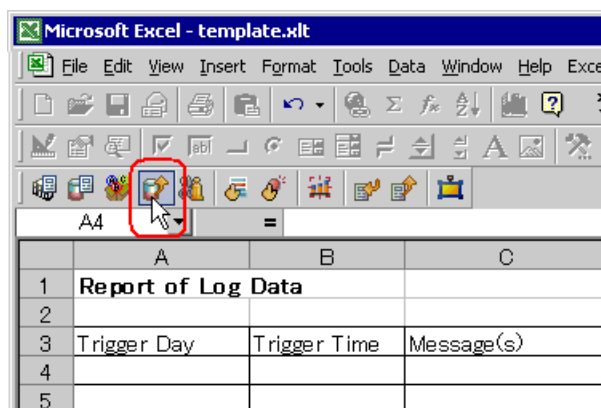 Microsoft Excel - template.xlt
File Edit View Insert Format Tools Data Window Help Exce
ab|
A
A4 =
A B C
1 Report of Log Data
2
3 Trigger Day Trigger Time Message(s)
4
5